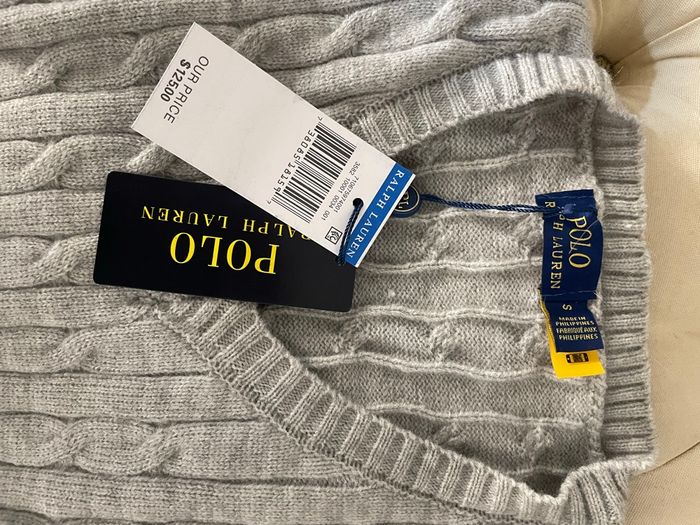 OUR PRICE
$125.00
RALPH LAUREN
POLO
RALPH LAUREN
POLO
RALPH LAUREN
S
MADE IN
PHILIPPINES
FABRIQUÉ AUX
PHILIPPINES